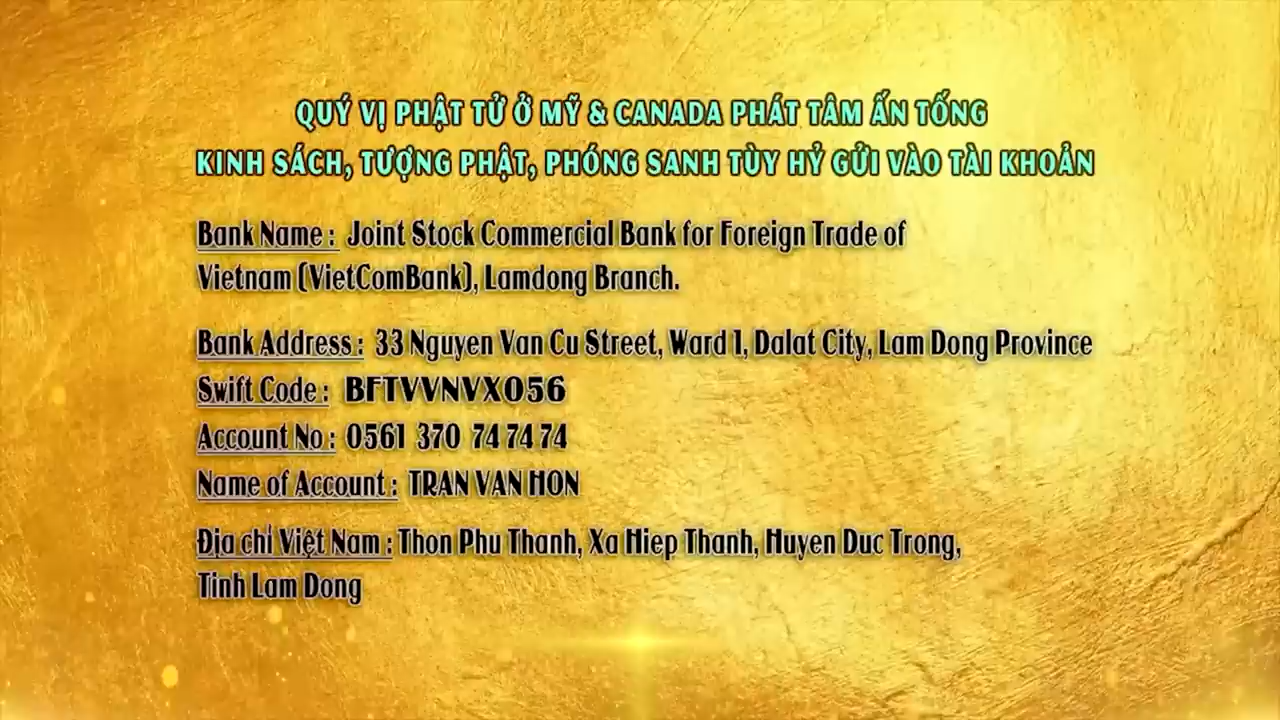 QUÝ VỊ PHẬT TỬ Ở MỸ & CANADA PHÁT TÂM ẤN TỐNG
KINH SÁCH, TƯỢNG PHẬT, PHÓNG SANH TÙY HỶ GỬI VÀO TÀI KHOẢN
Bank Name : Joint Stock Commercial Bank for Foreign Trade of
Vietnam (VietComBank), Lamdong Branch.
Bank Address : 33 Nguyen Van Cu Street, Ward 1, Dalat City, Lam Dong Province
Swift Code : BFTVVNVX056
Account No : 0561 370 74 74 74
Name of Account : TRAN VAN HON
Địa chỉ Việt Nam : Thon Phu Thanh, Xa Hiep Thanh, Huyen Duc Trong,
Tinh Lam Dong